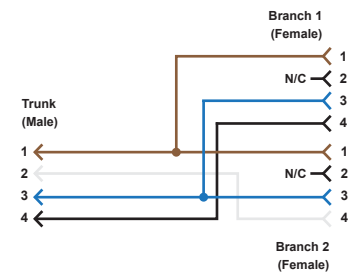 Branch 1
(Female)
1
N/C 2
3
4
Trunk
(Male)
1 1
2 N/C 2
3 3
4 4
Branch 2
(Female)